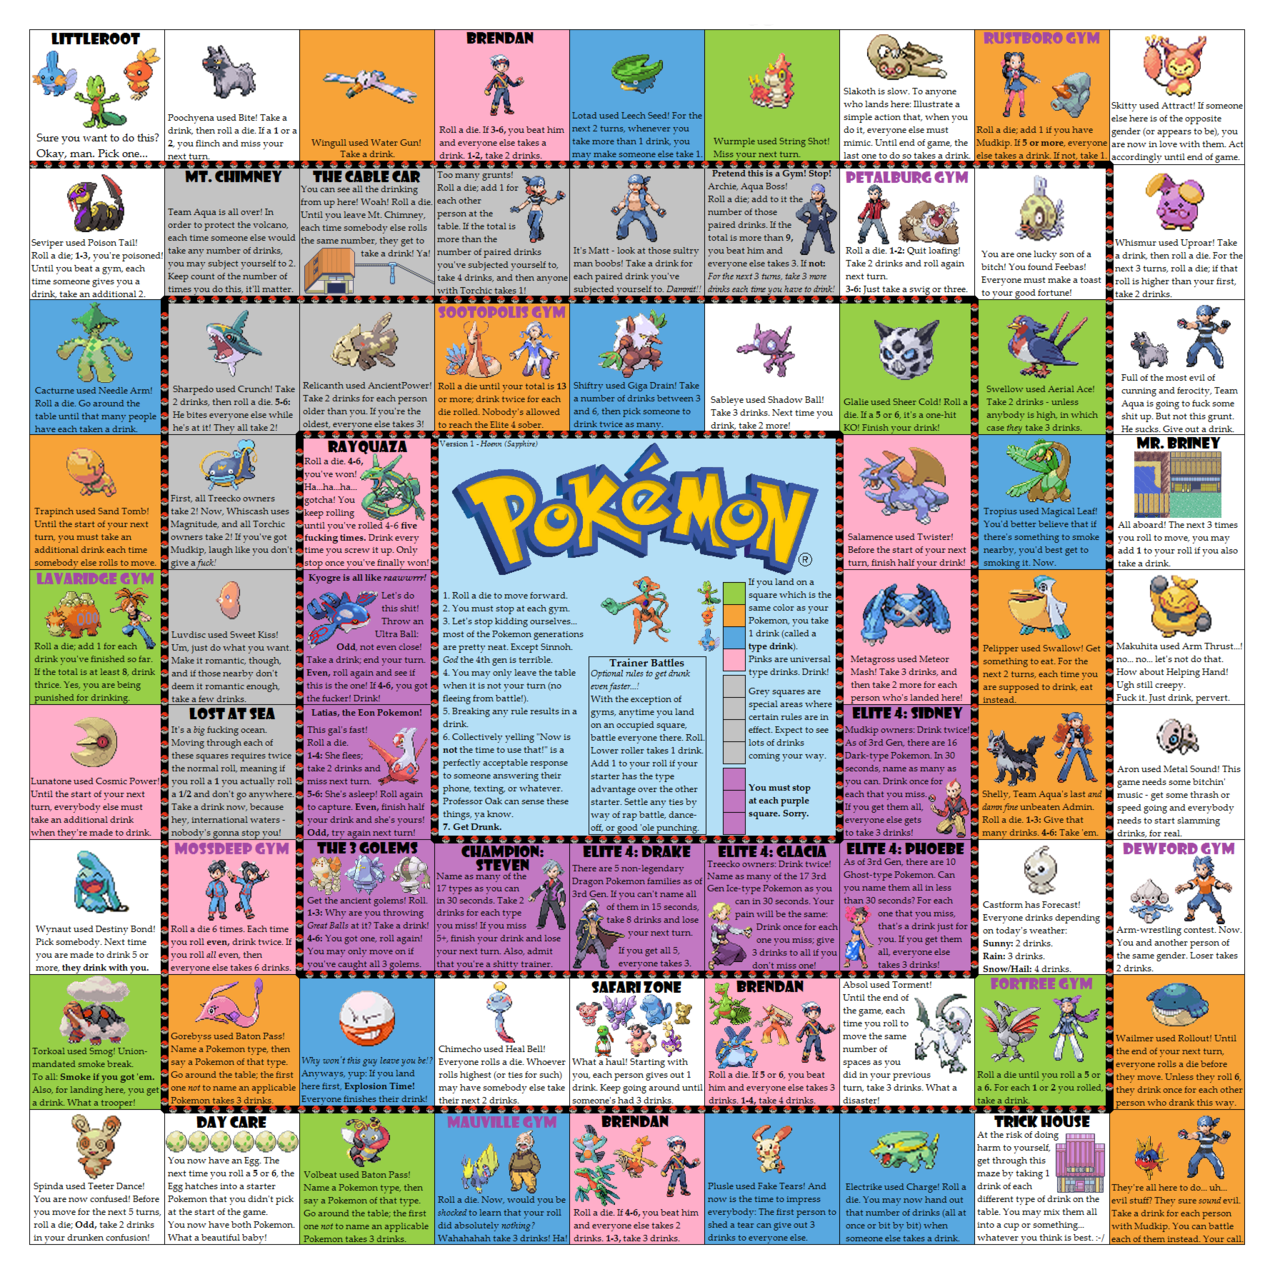 LITTLEROOT
Sure you want to do this?
Okay, man. Pick one...
Poochyena used Bite! Take a
drink, then roll a die. If a 1 or a
2, you flinch and miss your
next turn.
Wingull used Water Gun!
Take a drink.
BRENDAN
Roll a die. If 3-6, you beat him
and everyone else takes a
drink. 1-2, take 2 drinks.
Lotad used Leech Seed! For the
next 2 turns, whenever you
take more than 1 drink, you
may make someone else take 1.
Wurmple used String Shot!
Miss your next turn.
Slakoth is slow. To anyone
who lands here: Illustrate a
simple action that, when you
do it, everyone else must
mimic. Until end of game, the
last one to do so takes a drink.
RUSTBORO GYM
Roll a die; add 1 if you have
Mudkip. If 5 or more, everyone
else takes a drink. If not, take 1.
Skitty used Attract! If someone
else here is of the opposite
gender (or appears to be), you
are now in love with them. Act
accordingly until end of game.
Seviper used Poison Tail!
Roll a die; 1-3, you're poisoned!
Until you beat a gym, each
time someone gives you a
drink, take an additional 2.
MT. CHIMNEY
Team Aqua is all over! In
order to protect the volcano,
each time someone else would
take any number of drinks,
you may subject yourself to 2.
Keep count of the number of
times you do this, it'll matter.
THE CABLE CAR
You can see all the drinking
from up here! Woah! Roll a die.
Until you leave Mt. Chimney,
each time somebody else rolls
the same number, they get to
take a drink! Ya!
Too many grunts!
Roll a die; add 1 for
each other
person at the
table. If the total
is more than the
number of paired
drinks
you've subjected yourself to,
take 4 drinks, and then anyone
with Torchic takes 1!
It's Matt - look at those sultry
man boobs! Take a drink for
each paired drink you've
subjected yourself to. Dammit!!
Pretend this is a Gym! Stop!
Archie, Aqua Boss!
Roll a die; add to it the
number of those
paired drinks. If the
total is more than 9,
you beat him and
everyone else takes 3. If not:
For the next 3 turns, take 3 more
drinks each time you have to drink!
PETALBURG GYM
Roll a die. 1-2: Quit loafing!
Take 2 drinks and roll again
next turn.
3-6: Just take a swig or three.
You are one lucky son of a
bitch! You found Feebas!
Everyone must make a toast
to your good fortune!
Whismur used Uproar! Take
a drink, then roll a die. For the
next 3 turns, roll a die; if that
roll is higher than your first,
take 2 drinks.
Cacturne used Needle Arm!
Roll a die. Go around the
table until that many people
have each taken a drink.
Sharpedo used Crunch! Take
2 drinks, then roll a die. 5-6:
He bites everyone else while
he's at it! They all take 2!
Relicanth used AncientPower!
Take 2 drinks for each person
older than you. If you're the
oldest, everyone else takes 3!
SOOTOPOLIS GYM
Roll a die until your total is 13
or more; drink twice for each
die rolled. Nobody's allowed
to reach the Elite 4 sober.
Shiftry used Giga Drain! Take
a number of drinks between 3
and 6, then pick someone to
drink twice as many.
Sableye used Shadow Ball!
Take 3 drinks. Next time you
drink, take 2 more!
Glalie used Sheer Cold! Roll a
die. If a 5 or 6, it's a one-hit
KO! Finish your drink!
Swellow used Aerial Ace!
Take 2 drinks - unless
anybody is high, in which
case they take 3 drinks.
Full of the most evil of
cunning and ferocity, Team
Aqua is going to fuck some
shit up. But not this grunt.
He sucks. Give out a drink.
Trapinch used Sand Tomb!
Until the start of your next
turn, you must take an
additional drink each time
somebody else rolls to move.
First, all Treecko owners
take 2! Now, Whiscash uses
Magnitude, and all Torchic
owners take 2! If you've got
Mudkip, laugh like you don't
give a fuck!
RAYQUAZA
Roll a die. 4-6,
you've won!
Ha...ha...ha...
gotcha! You
keep rolling
until you've rolled 4-6 five
fucking times. Drink every
time you screw it up. Only
stop once you've finally won!
Version 1 - Hoenn (Sapphire)
POKéMON
®
Salamence used Twister!
Before the start of your next
turn, finish half your drink!
Tropius used Magical Leaf!
You'd better believe that if
there's something to smoke
nearby, you'd best get to
smoking it. Now.
MR. BRINEY
All aboard! The next 3 times
you roll to move, you may
add 1 to your roll if you also
take a drink.
LAVARIDGE GYM
Roll a die; add 1 for each
drink you've finished so far.
If the total is at least 8, drink
thrice. Yes, you are being
punished for drinking.
Luvdisc used Sweet Kiss!
Um, just do what you want.
Make it romantic, though,
and if those nearby don't
deem it romantic enough,
take a few drinks.
Kyogre is all like raawwrrr!
Let's do
this shit!
Throw an
Ultra Ball:
Odd, not even close!
Take a drink; end your turn.
Even, roll again and see if
this is the one! If 4-6, you got
the fucker! Drink!
1. Roll a die to move forward.
2. You must stop at each gym.
3. Let's stop kidding ourselves...
most of the Pokemon generations
are pretty neat. Except Sinnoh.
God the 4th gen is terrible.
4. You may only leave the table
when it is not your turn (no
fleeing from battle!).
5. Breaking any rule results in a
drink.
6. Collectively yelling "Now is
not the time to use that!" is a
perfectly acceptable response
to someone answering their
phone, texting, or whatever.
Professor Oak can sense these
things, ya know.
7. Get Drunk.
Trainer Battles
Optional rules to get drunk
even faster...!
With the exception of
gyms, anytime you land
on an occupied square,
battle everyone there. Roll.
Lower roller takes 1 drink.
Add 1 to your roll if your
starter has the type
advantage over the other
starter. Settle any ties by
way of rap battle, dance-
off, or good 'ole punching.
If you land on a
square which is the
same color as your
Pokemon, you take
1 drink (called a
type drink).
Pinks are universal
type drinks. Drink!
Grey squares are
special areas where
certain rules are in
effect. Expect to see
lots of drinks
coming your way.
You must stop
at each purple
square. Sorry.
Metagross used Meteor
Mash! Take 3 drinks, and
then take 2 more for each
person who's landed here!
Pelipper used Swallow! Get
something to eat. For the
next 2 turns, each time you
are supposed to drink, eat
instead.
Makuhita used Arm Thrust...!
no... no... let's not do that.
How about Helping Hand!
Ugh still creepy.
Fuck it. Just drink, pervert.
Lunatone used Cosmic Power!
Until the start of your next
turn, everybody else must
take an additional drink
when they're made to drink.
LOST AT SEA
It's a big fucking ocean.
Moving through each of
these squares requires twice
the normal roll, meaning if
you roll a 1 you actually roll
a 1/2 and don't go anywhere.
Take a drink now, because
hey, international waters -
nobody's gonna stop you!
Latias, the Eon Pokemon!
This gal's fast!
Roll a die.
1-4: She flees;
take 2 drinks and
miss next turn.
5-6: She's asleep! Roll again
to capture. Even, finish half
your drink and she's yours!
Odd, try again next turn!
ELITE 4: SIDNEY
Mudkip owners: Drink twice!
As of 3rd Gen, there are 16
Dark-type Pokemon. In 30
seconds, name as many as
you can. Drink once for
each that you miss.
If you get them all,
everyone else gets
to take 3 drinks!
Shelly, Team Aqua's last and
damn fine unbeaten Admin.
Roll a die. 1-3: Give that
many drinks. 4-6: Take 'em.
Aron used Metal Sound! This
game needs some bitchin'
music - get some thrash or
speed going and everybody
needs to start slamming
drinks, for real.
Wynaut used Destiny Bond!
Pick somebody. Next time
you are made to drink 5 or
more, they drink with you.
MOSSDEEP GYM
Roll a die 6 times. Each time
you roll even, drink twice. If
you roll all even, then
everyone else takes 6 drinks.
THE 3 GOLEMS
Get the ancient golems! Roll.
1-3: Why are you throwing
Great Balls at it? Take a drink!
4-6: You got one, roll again!
You may only move on if
you've caught all 3 golems.
CHAMPION:
STEVEN
Name as many of the
17 types as you can
in 30 seconds. Take 2
drinks for each type
you miss! If you miss
5+, finish your drink and lose
your next turn. Also, admit
that you're a shitty trainer.
ELITE 4: DRAKE
There are 5 non-legendary
Dragon Pokemon families as of
3rd Gen. If you can't name all
of them in 15 seconds,
take 8 drinks and lose
your next turn.
If you get all 5,
everyone takes 3.
ELITE 4: GLACIA
Treecko owners: Drink twice!
Name as many of the 17 3rd
Gen Ice-type Pokemon as you
can in 30 seconds. Your
pain will be the same:
Drink once for each
one you miss; give
3 drinks to all if you
don't miss one!
ELITE 4: PHOEBE
As of 3rd Gen, there are 10
Ghost-type Pokemon. Can
you name them all in less
than 30 seconds? For each
one that you miss,
that's a drink just for
you. If you get them
all, everyone else
takes 3 drinks!
Castform has Forecast!
Everyone drinks depending
on today's weather:
Sunny: 2 drinks.
Rain: 3 drinks.
Snow/Hail: 4 drinks.
DEWFORD GYM
Arm-wrestling contest. Now.
You and another person of
the same gender. Loser takes
2 drinks.
Torkoal used Smog! Union-
mandated smoke break.
To all: Smoke if you got 'em.
Also, for landing here, you get
a drink. What a trooper!
Gorebyss used Baton Pass!
Name a Pokemon type, then
say a Pokemon of that type.
Go around the table; the first
one not to name an applicable
Pokemon takes 3 drinks.
Why won't this guy leave you be!?
Anyways, yup: If you land
here first, Explosion Time!
Everyone finishes their drink!
Chimecho used Heal Bell!
Everyone rolls a die. Whoever
rolls highest (or ties for such)
may have somebody else take
their next 2 drinks.
SAFARI ZONE
What a haul! Starting with
you, each person gives out 1
drink. Keep going around until
someone's had 3 drinks.
BRENDAN
Roll a die. If 5 or 6, you beat
him and everyone else takes 3
drinks. 1-4, take 4 drinks.
Absol used Torment!
Until the end of
the game, each
time you roll to
move the same
number of
spaces as you
did in your previous
turn, take 3 drinks. What a
disaster!
FORTREE GYM
Roll a die until you roll a 5 or
a 6. For each 1 or 2 you rolled,
take a drink.
Wailmer used Rollout! Until
the end of your next turn,
everyone rolls a die before
they move. Unless they roll 6,
they drink once for each other
person who drank this way.
Spinda used Teeter Dance!
You are now confused! Before
you move for the next 5 turns,
roll a die; Odd, take 2 drinks
in your drunken confusion!
DAY CARE
You now have an Egg. The
next time you roll a 5 or 6, the
Egg hatches into a starter
Pokemon that you didn't pick
at the start of the game.
You now have both Pokemon.
What a beautiful baby!
Volbeat used Baton Pass!
Name a Pokemon type, then
say a Pokemon of that type.
Go around the table; the first
one not to name an applicable
Pokemon takes 3 drinks.
MAUVILLE GYM
Roll a die. Now, would you be
shocked to learn that your roll
did absolutely nothing?
Wahahahah take 3 drinks! Ha!
BRENDAN
Roll a die. If 4-6, you beat him
and everyone else takes 2
drinks. 1-3, take 3 drinks.
Plusle used Fake Tears! And
now is the time to impress
everybody: The first person to
shed a tear can give out 3
drinks to everyone else.
Electrike used Charge! Roll a
die. You may now hand out
that number of drinks (all at
once or bit by bit) when
someone else takes a drink.
TRICK HOUSE
At the risk of doing
harm to yourself,
get through this
maze by taking 1
drink of each
different type of drink on the
table. You may mix them all
into a cup or something...
whatever you think is best. :-/
They're all here to do... uh...
evil stuff? They sure sound evil.
Take a drink for each person
with Mudkip. You can battle
each of them instead. Your call.